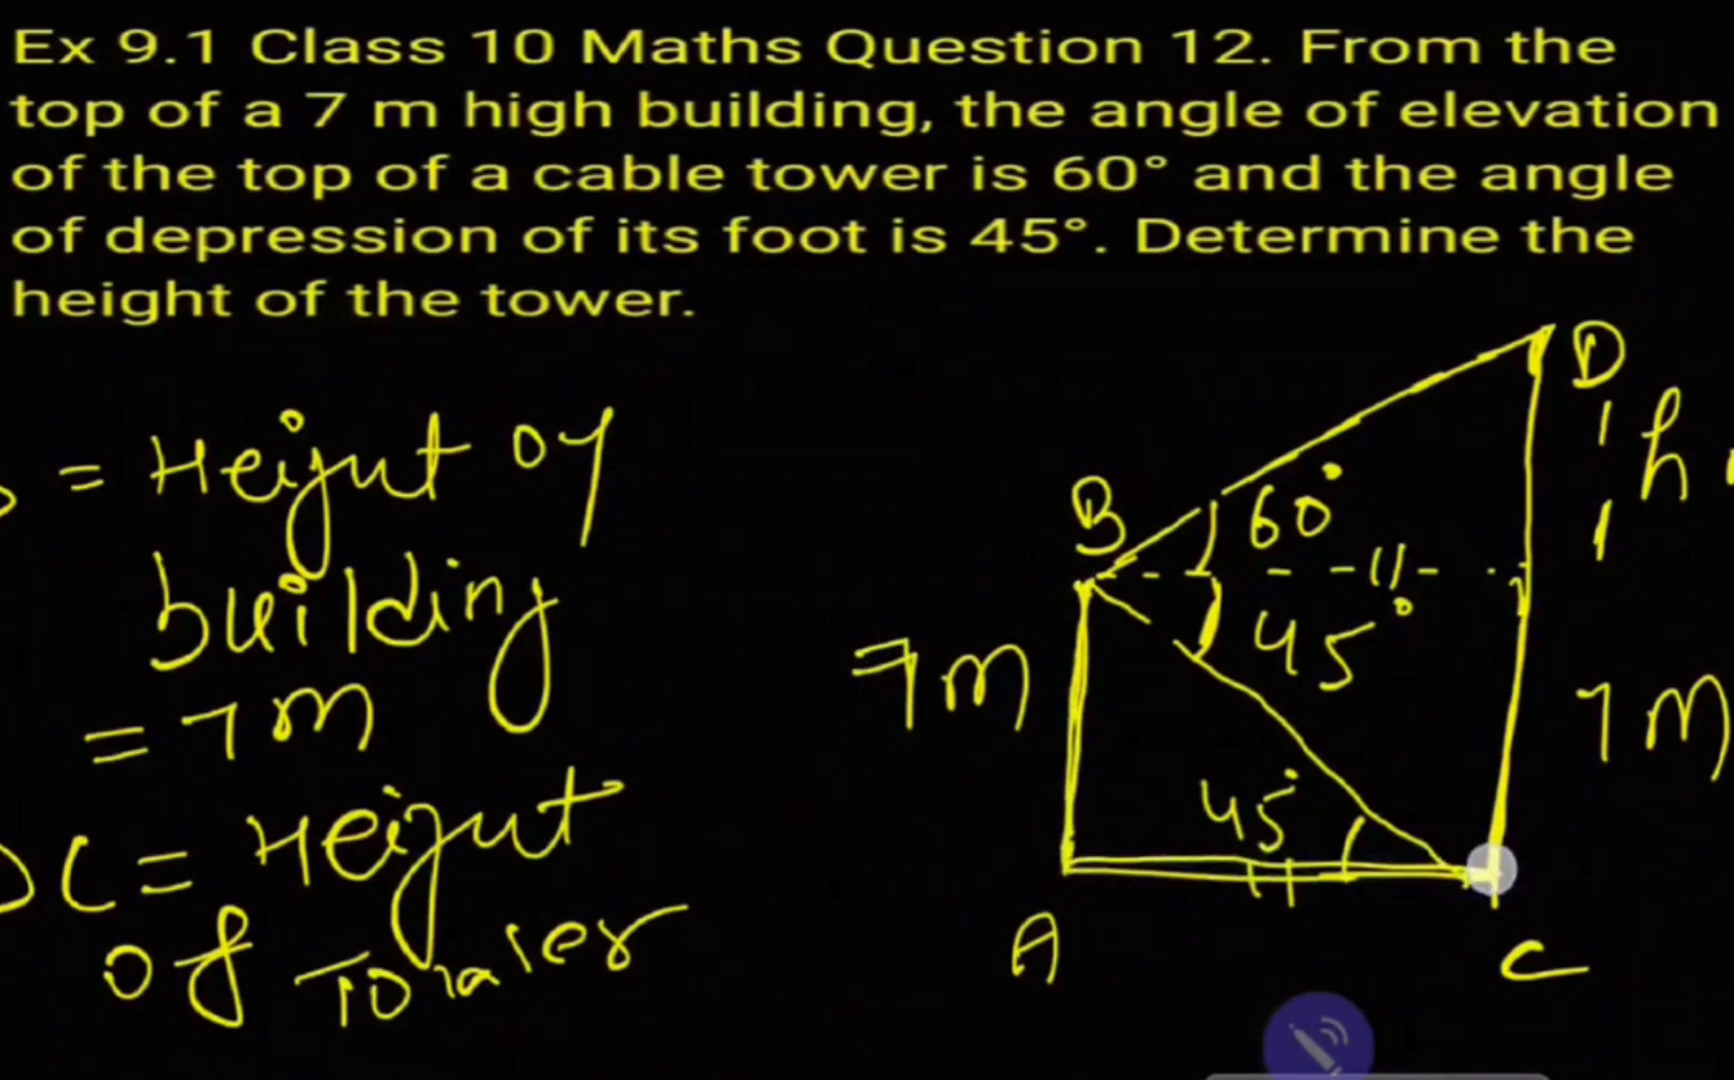 Ex 9.1 Class 10 Maths Question 12. From the
top of a 7 m high building, the angle of elevation
of the top of a cable tower is 60° and the angle
of depression of its foot is 45°. Determine the
height of the tower.
= Height of
building
= 7m
DC = Height
of Tower
D
h
B
60°
45°
7m
7m
45°
A
C